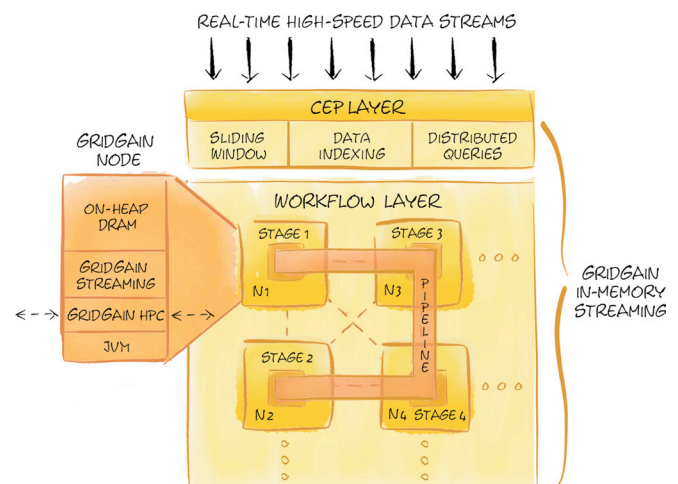 REAL-TIME HIGH-SPEED DATA STREAMS
CEP LAYER
SLIDING
WINDOW
DATA
INDEXING
DISTRIBUTED
QUERIES
GRIDGAIN
NODE
ON-HEAP
DRAM
GRIDGAIN
STREAMING
GRIDGAIN HPC
JVM
WORKFLOW LAYER
STAGE 1
N1
STAGE 3
N3
PIPELINE
STAGE 2
N2
N4 STAGE 4
GRIDGAIN
IN-MEMORY
STREAMING